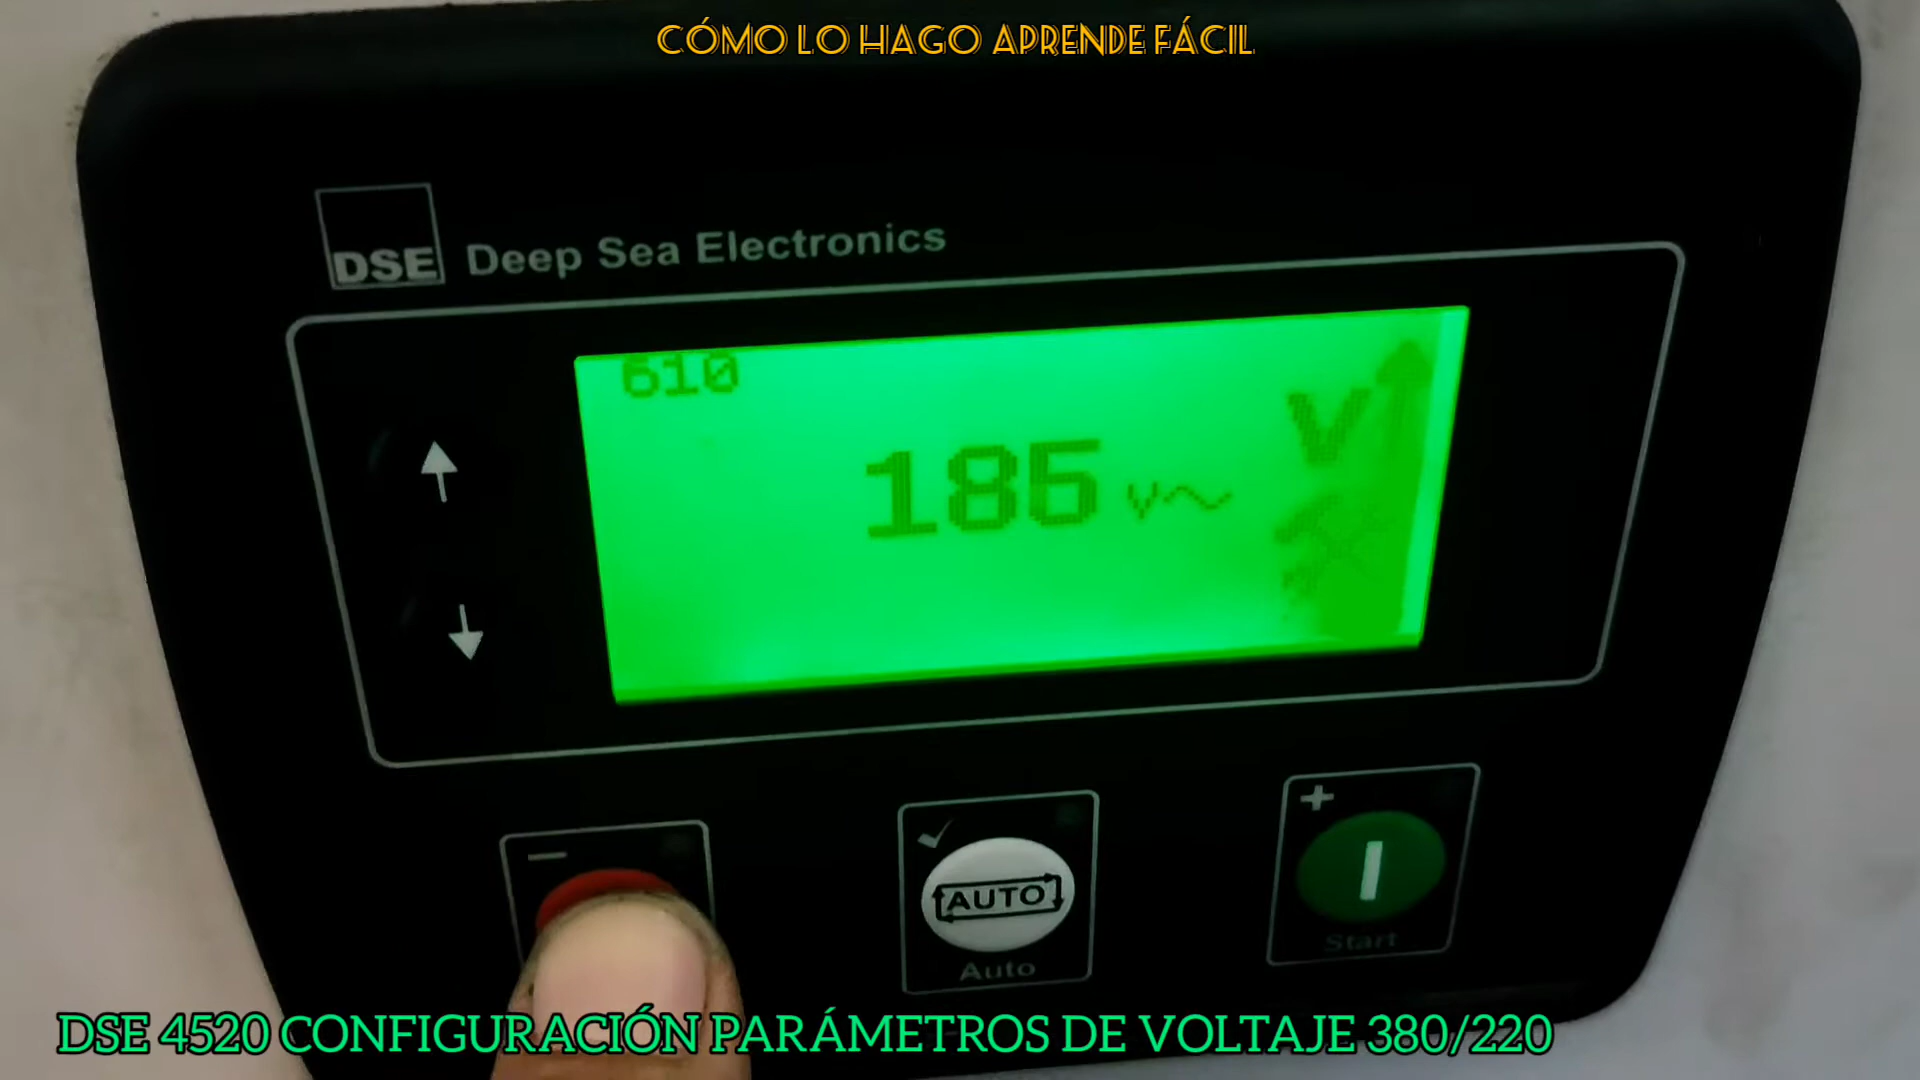 CÓMO LO HAGO APRENDE FÁCIL
DSE Deep Sea Electronics
610
V
185 V~
AUTO
Auto
Start
DSE 4520 CONFIGURACIÓN PARÁMETROS DE VOLTAJE 380/220